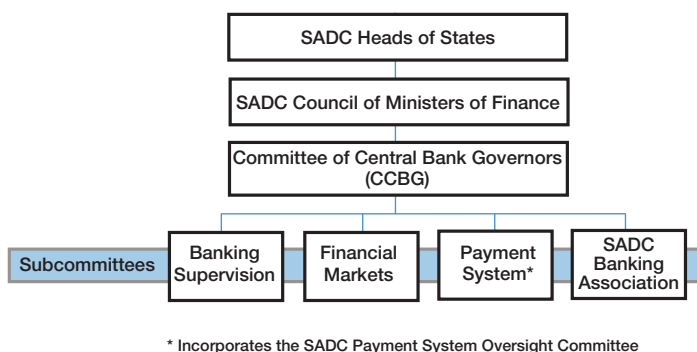 SADC Heads of States
SADC Council of Ministers of Finance
Committee of Central Bank Governors
(CCBG)
Subcommittees
Banking
Supervision
Financial
Markets
Payment
System*
SADC
Banking
Association
* Incorporates the SADC Payment System Oversight Committee